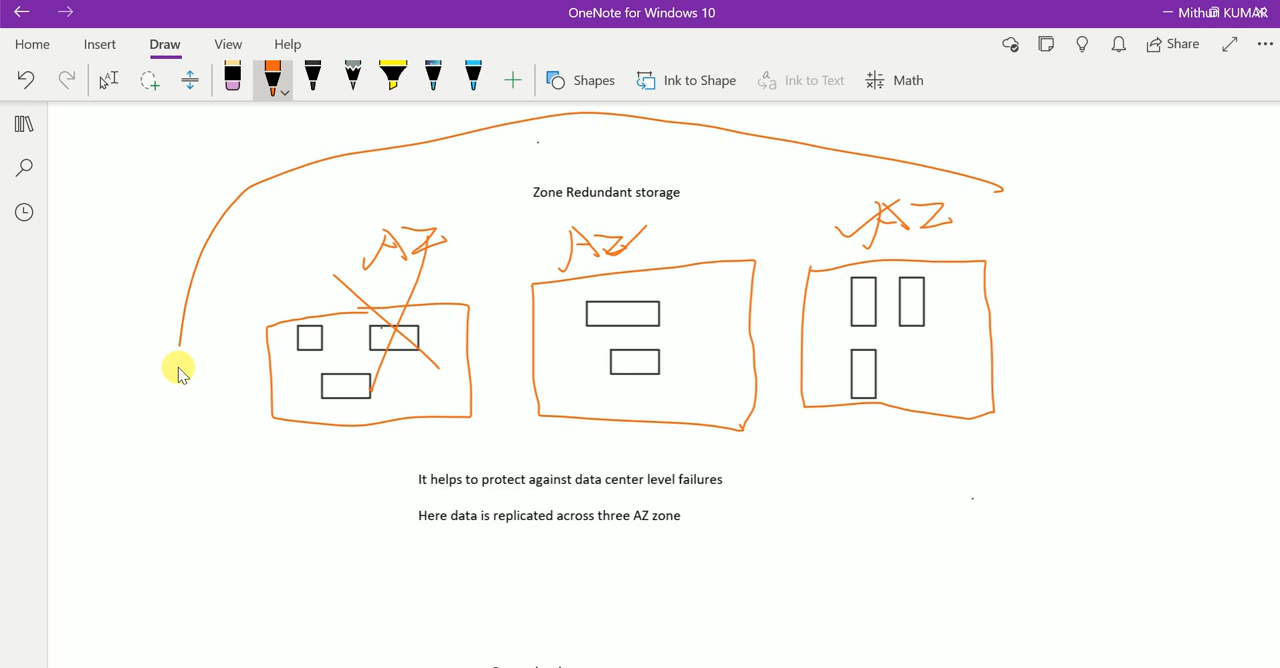 OneNote for Windows 10
Mithun KUMAR
Home Insert Draw View Help
Share
Shapes Ink to Shape Ink to Text Math
Zone Redundant storage
AZ AZ AZ
It helps to protect against data center level failures
Here data is replicated across three AZ zone